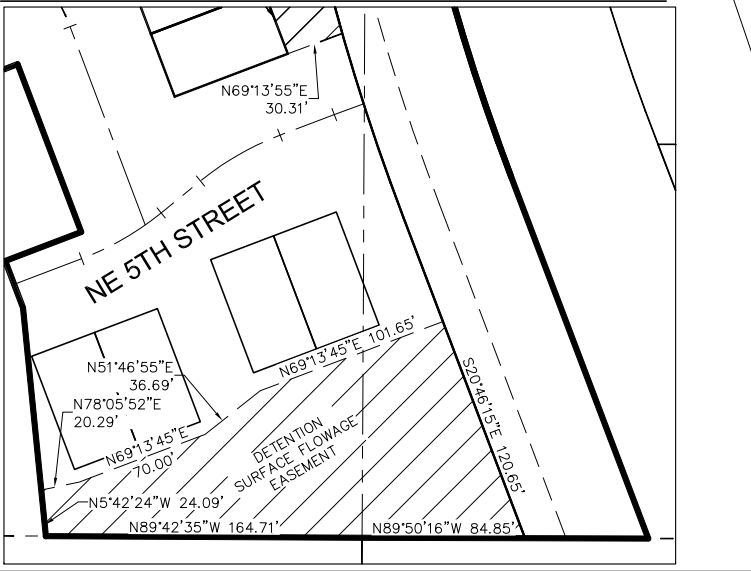 N69°13'55"E
30.31'
NE 5TH STREET
N69°13'45"E 101.65'
N51°46'55"E
36.69'
N78°05'52"E
20.29'
N69°13'45"E
70.00'
S20°46'15"E 120.65'
DETENTION
SURFACE FLOWAGE
EASEMENT
N5°42'24"W 24.09'
N89°42'35"W 164.71'
N89°50'16"W 84.85'